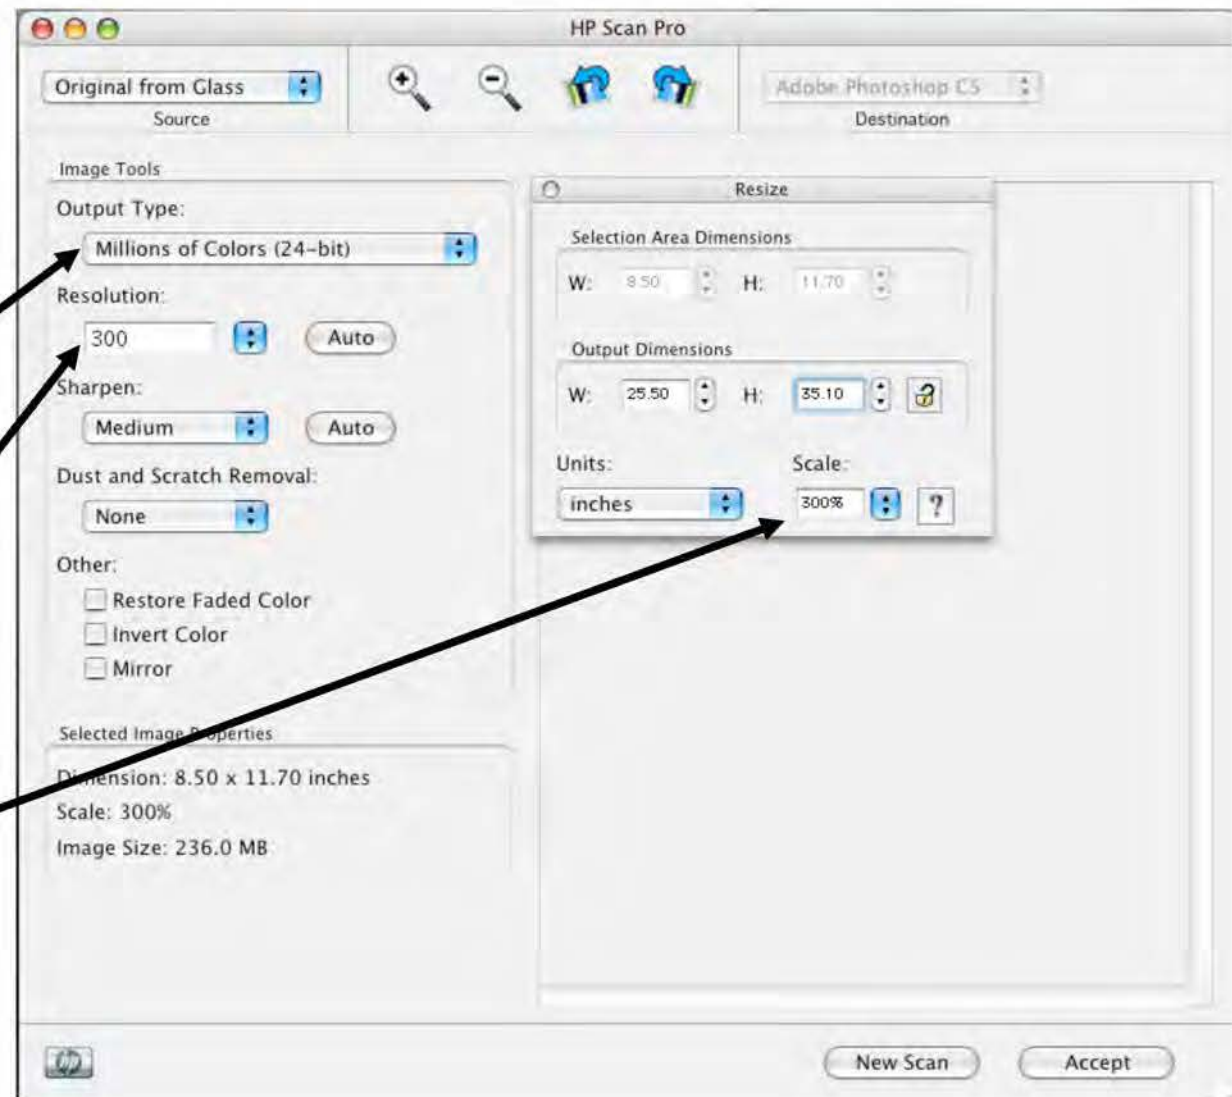 HP Scan Pro
Original from Glass
Source
Adobe Photoshop CS
Destination
Image Tools
Output Type:
Millions of Colors (24-bit)
Resolution:
300
Auto
Sharpen:
Medium
Auto
Dust and Scratch Removal:
None
Other:
Restore Faded Color
Invert Color
Mirror
Selected Image Properties
Dimension: 8.50 x 11.70 inches
Scale: 300%
Image Size: 236.0 MB
Resize
Selection Area Dimensions
W: 8.50 H: 11.70
Output Dimensions
W: 25.50 H: 35.10
Units: Scale:
inches 300% ?
hp
New Scan Accept